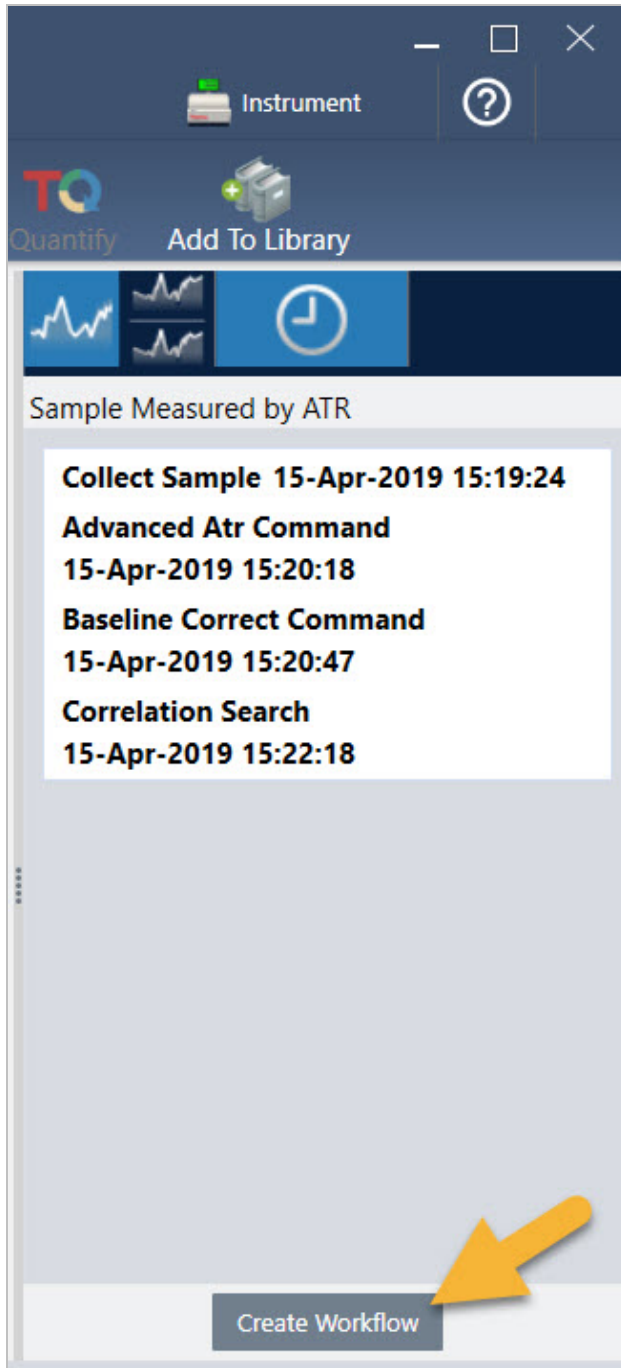 Instrument
?
TQ
Quantify
Add To Library
Sample Measured by ATR
Collect Sample 15-Apr-2019 15:19:24
Advanced Atr Command
15-Apr-2019 15:20:18
Baseline Correct Command
15-Apr-2019 15:20:47
Correlation Search
15-Apr-2019 15:22:18
Create Workflow